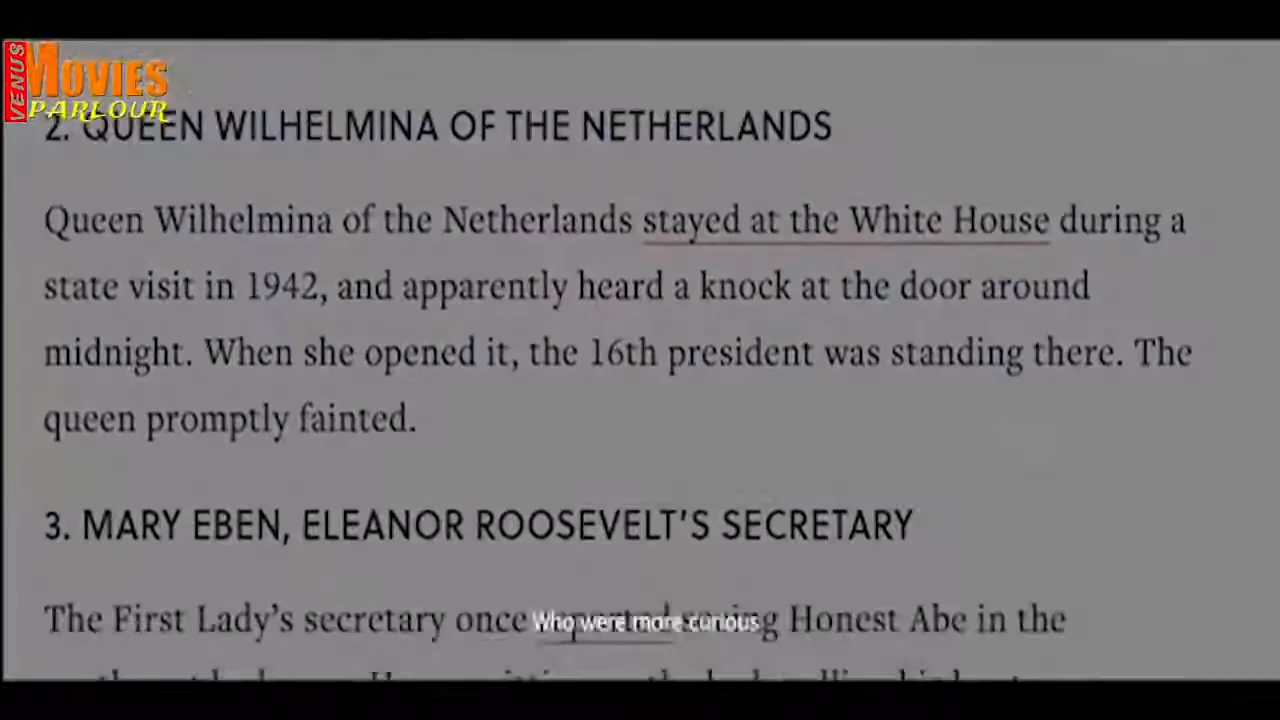 VENUS
MOVIES
PARLOUR
2. QUEEN WILHELMINA OF THE NETHERLANDS
Queen Wilhelmina of the Netherlands stayed at the White House during a
state visit in 1942, and apparently heard a knock at the door around
midnight. When she opened it, the 16th president was standing there. The
queen promptly fainted.
3. MARY EBEN, ELEANOR ROOSEVELT'S SECRETARY
The First Lady's secretary once reported seeing Honest Abe in the
Who were more curious